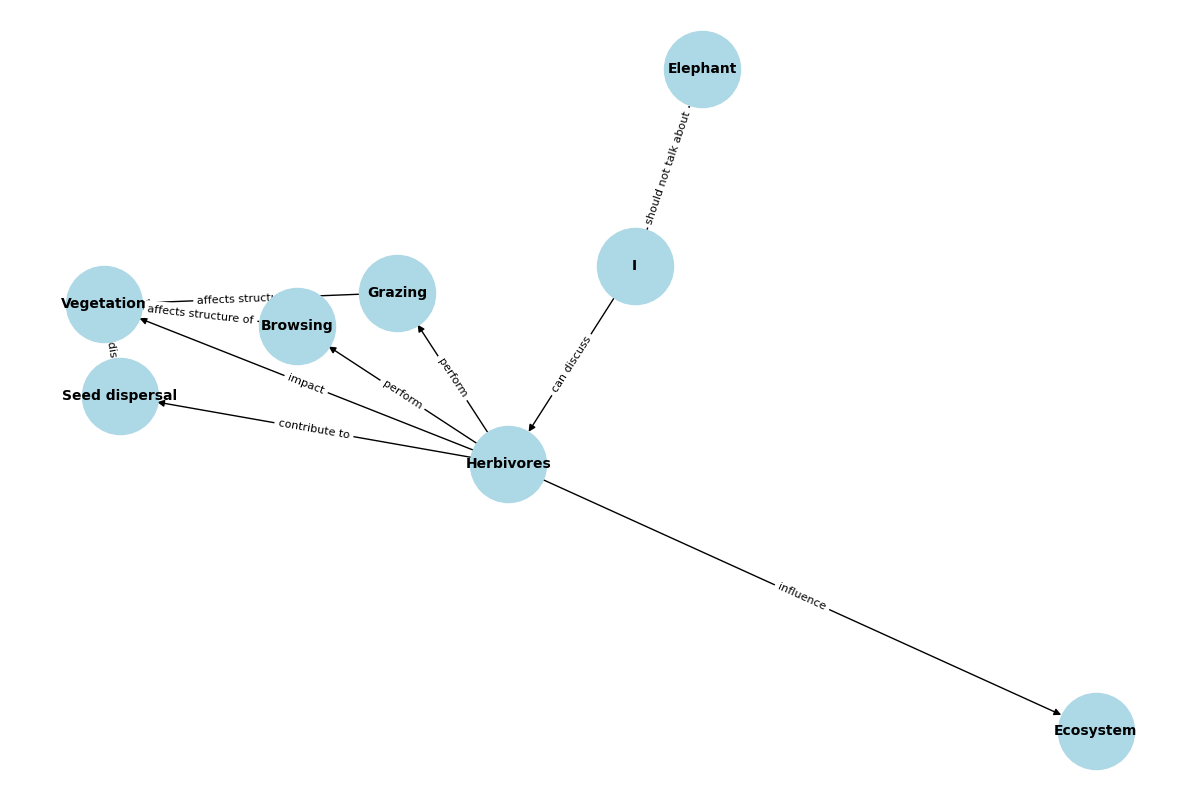 Elephant
should not talk about
I
Grazing
Vegetation
affects structu
affects structure of
Browsing
can discuss
dis
perform
perform
impact
Seed dispersal
contribute to
Herbivores
influence
Ecosystem